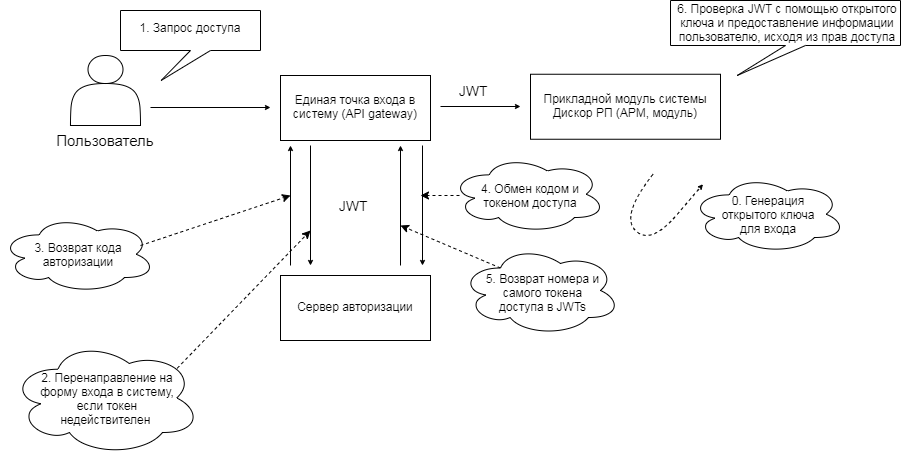 1. Запрос доступа
6. Проверка JWT с помощью открытого
ключа и предоставление информации
пользователю, исходя из прав доступа
Пользователь
Единая точка входа в
систему (API gateway)
JWT
Прикладной модуль системы
Дискор РП (АРМ, модуль)
JWT
4. Обмен кодом и
токеном доступа
0. Генерация
открытого ключа
для входа
3. Возврат кода
авторизации
5. Возврат номера и
самого токена
доступа в JWTs
Сервер авторизации
2. Перенаправление на
форму входа в систему,
если токен
недействителен